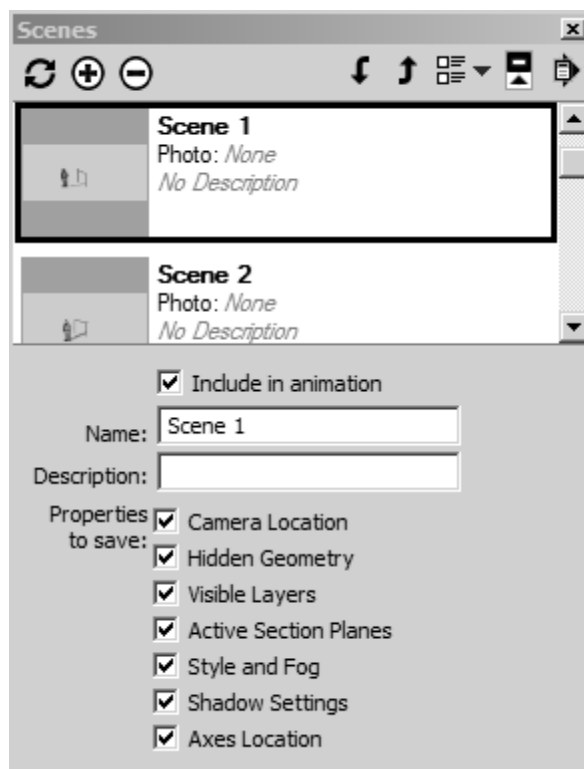 Scenes
Scene 1
Photo: None
No Description
Scene 2
Photo: None
No Description
Include in animation
Name: Scene 1
Description:
Properties
to save:
Camera Location
Hidden Geometry
Visible Layers
Active Section Planes
Style and Fog
Shadow Settings
Axes Location